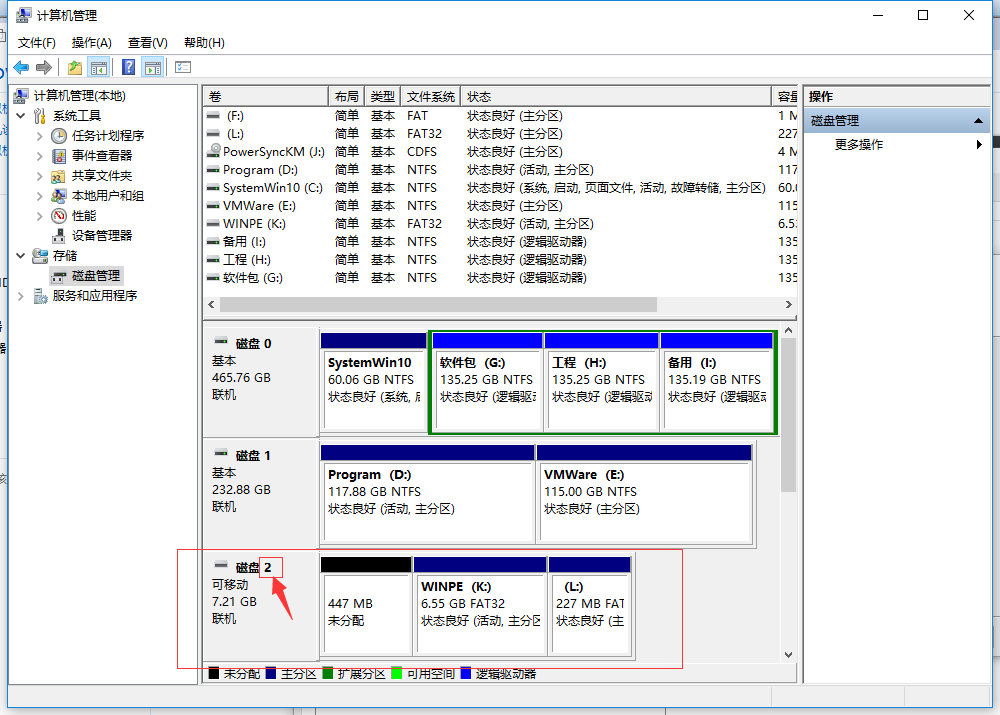 计算机管理
文件(F) 操作(A) 查看(V) 帮助(H)
计算机管理(本地)
系统工具
任务计划程序
事件查看器
共享文件夹
本地用户和组
性能
设备管理器
存储
磁盘管理
服务和应用程序
卷 布局 类型 文件系统 状态 容量
(F:) 简单 基本 FAT 状态良好 (主分区) 1 M
(L:) 简单 基本 FAT32 状态良好 (主分区) 227
PowerSyncKM (J:) 简单 基本 CDFS 状态良好 (主分区) 4 M
Program (D:) 简单 基本 NTFS 状态良好 (活动, 主分区) 117
SystemWin10 (C:) 简单 基本 NTFS 状态良好 (系统, 启动, 页面文件, 活动, 故障转储, 主分区) 60.0
VMWare (E:) 简单 基本 NTFS 状态良好 (主分区) 115
WINPE (K:) 简单 基本 FAT32 状态良好 (活动, 主分区) 6.5
备用 (I:) 简单 基本 NTFS 状态良好 (逻辑驱动器) 135
工程 (H:) 简单 基本 NTFS 状态良好 (逻辑驱动器) 135
软件包 (G:) 简单 基本 NTFS 状态良好 (逻辑驱动器) 135
磁盘 0
基本
465.76 GB
联机
SystemWin10
60.06 GB NTFS
状态良好 (系统, 启
软件包 (G:)
135.25 GB NTFS
状态良好 (逻辑驱动
工程 (H:)
135.25 GB NTFS
状态良好 (逻辑驱动
备用 (I:)
135.19 GB NTFS
状态良好 (逻辑驱动
磁盘 1
基本
232.88 GB
联机
Program (D:)
117.88 GB NTFS
状态良好 (活动, 主分区)
VMWare (E:)
115.00 GB NTFS
状态良好 (主分区)
磁盘 2
可移动
7.21 GB
联机
447 MB
未分配
WINPE (K:)
6.55 GB FAT32
状态良好 (活动, 主分区
(L:)
227 MB FAT
状态良好 (主
未分配 主分区 扩展分区 可用空间 逻辑驱动器
操作
磁盘管理
更多操作